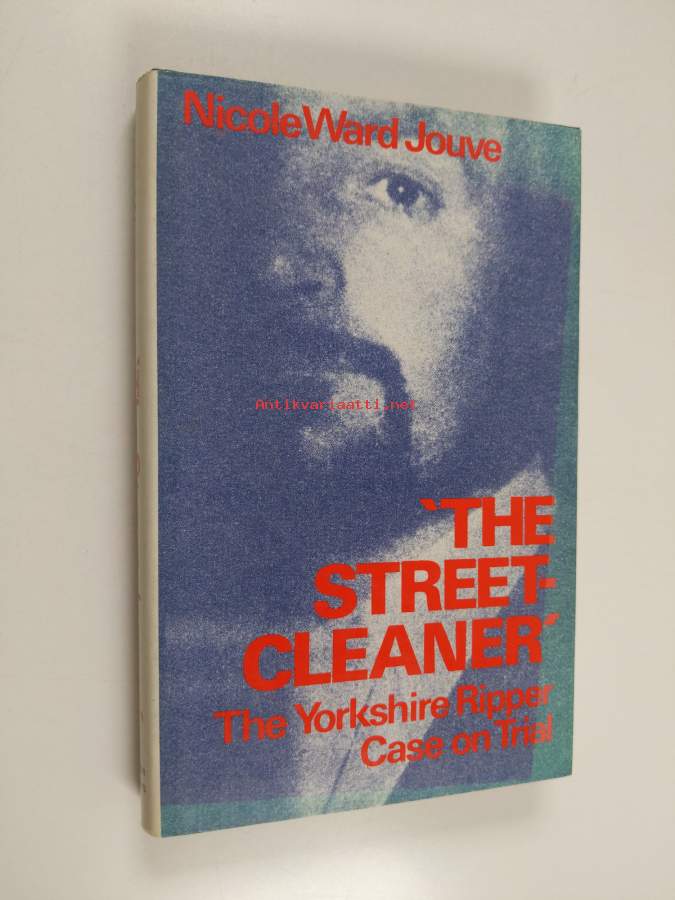 Nicole Ward Jouve
Antikvariaatti.net
'THE
STREET-
CLEANER'
The Yorkshire Ripper
Case on Trial